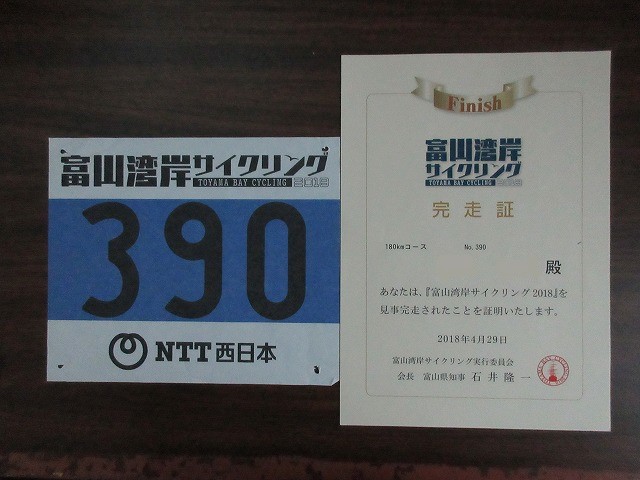 富山湾岸サイクリング
TOYAMA BAY CYCLING 2018
390
NTT西日本
Finish
富山湾岸
サイクリング
TOYAMA BAY CYCLING 2018
完走証
180kmコース No.390
殿
あなたは、『富山湾岸サイクリング2018』を
見事完走されたことを証明いたします。
2018年4月29日
富山湾岸サイクリング実行委員会
会長 富山県知事 石井隆一